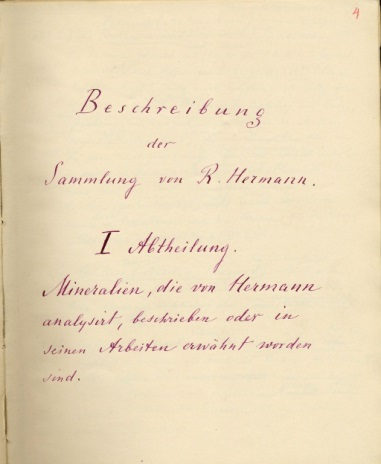 4
Beschreibung
der
Sammlung von R. Hermann.
I Abtheilung.
Mineralien, die von Hermann
analysirt, beschrieben oder in
seinen Arbeiten erwähnt worden
sind.